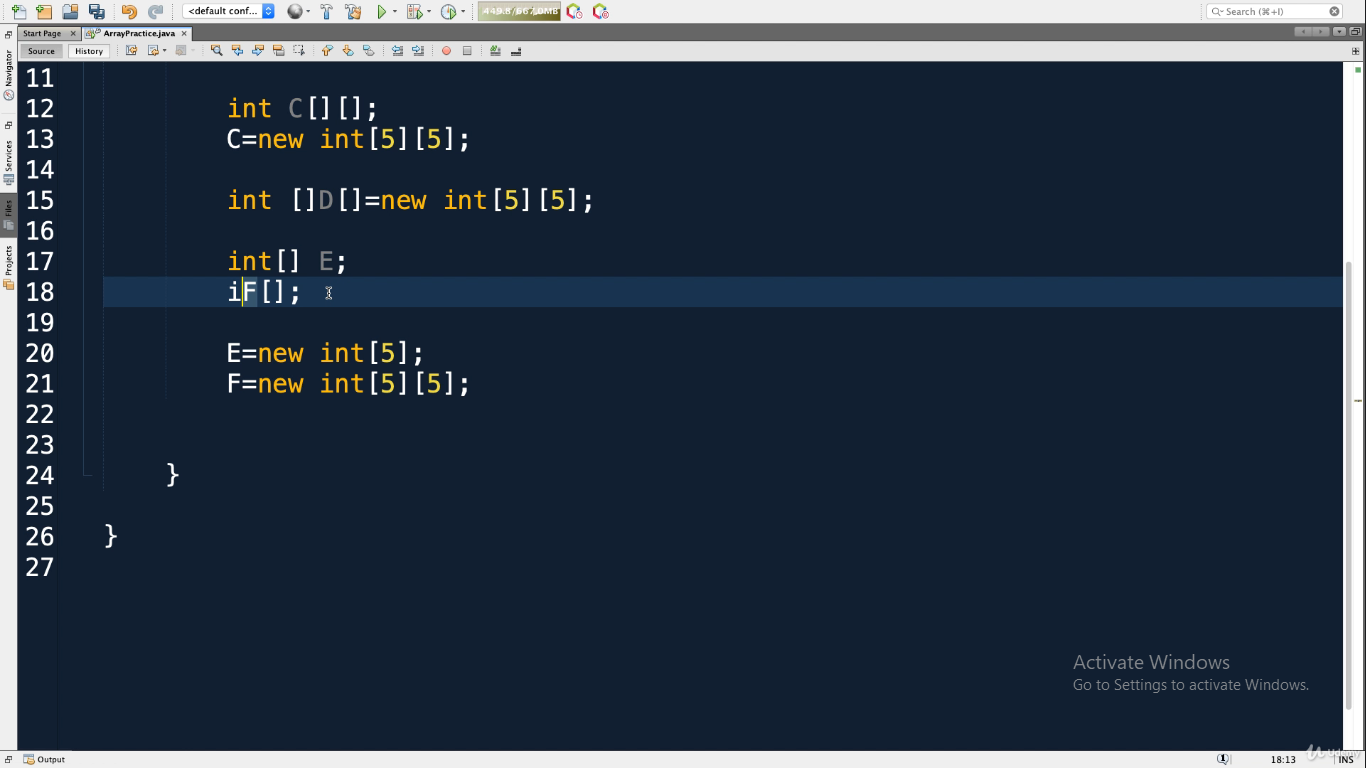 <default conf...
449.8/667.0MB
Search (⌘+I)
Start Page
ArrayPractice.java
Source
History
Navigator
Services
Files
Projects
11
12 int C[][];
13 C=new int[5][5];
14
15 int []D[]=new int[5][5];
16
17 int[] E;
18 iF[];
19
20 E=new int[5];
21 F=new int[5][5];
22
23
24 }
25
26 }
27
Activate Windows
Go to Settings to activate Windows.
Output
1
18:13
INS
Udemy